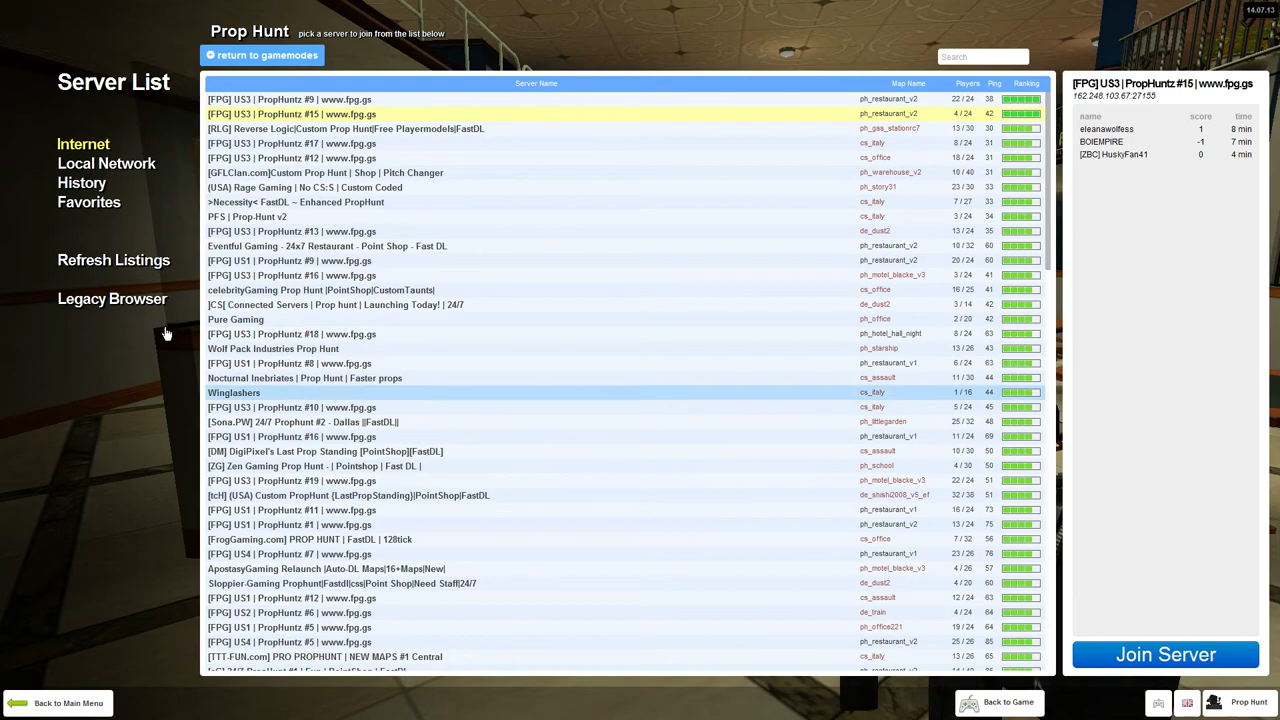 14.07.13
Prop Hunt pick a server to join from the list below
return to gamemodes
Search
Server List
Internet
Local Network
History
Favorites
Refresh Listings
Legacy Browser
Server Name Map Name Players Ping Ranking
[FPG] US3 | PropHuntz #9 | www.fpg.gs ph_restaurant_v2 22 / 24 38
[FPG] US3 | PropHuntz #15 | www.fpg.gs ph_restaurant_v2 4 / 24 42
[RLG] Reverse Logic|Custom Prop Hunt|Free Playermodels|FastDL ph_gas_stationrc7 13 / 30 30
[FPG] US3 | PropHuntz #17 | www.fpg.gs cs_italy 8 / 24 31
[FPG] US3 | PropHuntz #12 | www.fpg.gs cs_office 18 / 24 31
[GFLClan.com]Custom Prop Hunt | Shop | Pitch Changer ph_warehouse_v2 10 / 40 31
(USA) Rage Gaming | No CS:S | Custom Coded ph_story31 23 / 30 33
>Necessity< FastDL ~ Enhanced PropHunt cs_italy 7 / 27 33
PFS | Prop-Hunt v2 cs_italy 3 / 24 34
[FPG] US3 | PropHuntz #13 | www.fpg.gs de_dust2 13 / 24 35
Eventful Gaming - 24x7 Restaurant - Point Shop - Fast DL ph_restaurant_v2 10 / 32 60
[FPG] US1 | PropHuntz #9 | www.fpg.gs ph_restaurant_v2 20 / 24 60
[FPG] US3 | PropHuntz #16 | www.fpg.gs ph_motel_blacke_v3 3 / 24 41
celebrityGaming Prop Hunt |PointShop|CustomTaunts| cs_office 16 / 25 41
]CS[ Connected Servers | Prop hunt | Launching Today! | 24/7 de_dust2 3 / 14 42
Pure Gaming ph_office 2 / 20 42
[FPG] US3 | PropHuntz #18 | www.fpg.gs ph_hotel_hall_night 8 / 24 63
Wolf Pack Industries Prop Hunt ph_starship 13 / 26 43
[FPG] US1 | PropHuntz #8 | www.fpg.gs ph_restaurant_v1 6 / 24 63
Nocturnal Inebriates | Prop Hunt | Faster props cs_assault 11 / 30 44
Winglashers cs_italy 1 / 16 44
[FPG] US3 | PropHuntz #10 | www.fpg.gs cs_italy 5 / 24 45
[Sona.PW] 24/7 Prophunt #2 - Dallas ||FastDL|| ph_littlegarden 25 / 32 48
[FPG] US1 | PropHuntz #16 | www.fpg.gs ph_restaurant_v1 11 / 24 69
[DM] DigiPixel's Last Prop Standing [PointShop][FastDL] cs_assault 10 / 30 50
[ZG] Zen Gaming Prop Hunt - | Pointshop | Fast DL | ph_school 4 / 30 50
[FPG] US3 | PropHuntz #19 | www.fpg.gs ph_motel_blacke_v3 22 / 24 51
[tcH] (USA) Custom PropHunt {LastPropStanding}|PointShop|FastDL de_shishi2008_v5_ef 32 / 38 51
[FPG] US1 | PropHuntz #11 | www.fpg.gs ph_restaurant_v1 16 / 24 73
[FPG] US1 | PropHuntz #1 | www.fpg.gs ph_restaurant_v2 13 / 24 75
[FrogGaming.com] PROP HUNT | FastDL | 128tick cs_office 7 / 32 56
[FPG] US4 | PropHuntz #7 | www.fpg.gs ph_restaurant_v1 23 / 26 76
ApostasyGaming Relaunch |Auto-DL Maps|16+Maps|New| ph_motel_blacke_v3 4 / 26 57
Sloppier-Gaming Prophunt|Fastdl|css|Point Shop|Need Staff|24/7 de_dust2 4 / 20 60
[FPG] US1 | PropHuntz #12 | www.fpg.gs cs_assault 12 / 24 63
[FPG] US2 | PropHuntz #6 | www.fpg.gs de_train 4 / 24 64
[FPG] US1 | PropHuntz #5 | www.fpg.gs ph_office221 19 / 24 64
[FPG] US4 | PropHuntz #5 | www.fpg.gs ph_restaurant_v2 25 / 26 85
[TTT-FUN.com] PRO PROPHUNT | NEW MAPS #1 Central cs_italy 13 / 26 65
[FPG] US3 | PropHuntz #15 | www.fpg.gs
162.248.103.67:27155
name score time
eleanawolfess 1 8 min
BOIEMPIRE -1 7 min
[ZBC] HuskyFan41 0 4 min
Join Server
Back to Main Menu
Back to Game
Prop Hunt